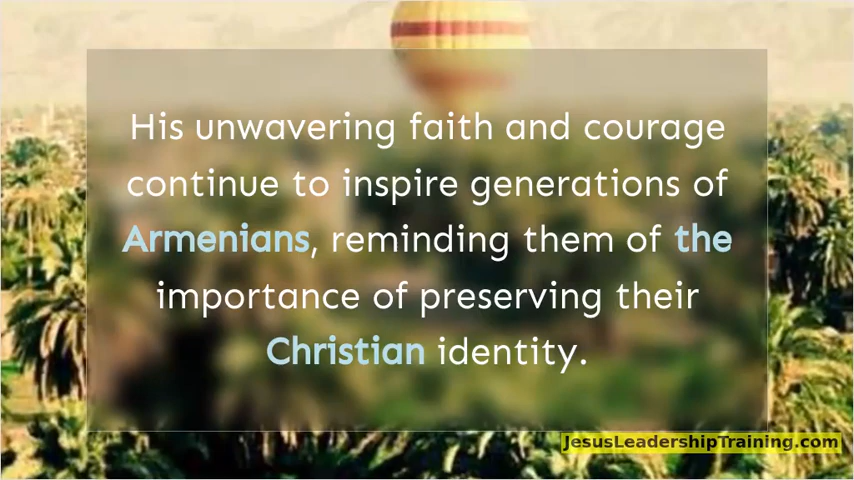 His unwavering faith and courage
continue to inspire generations of
Armenians, reminding them of the
importance of preserving their
Christian identity.
JesusLeadershipTraining.com